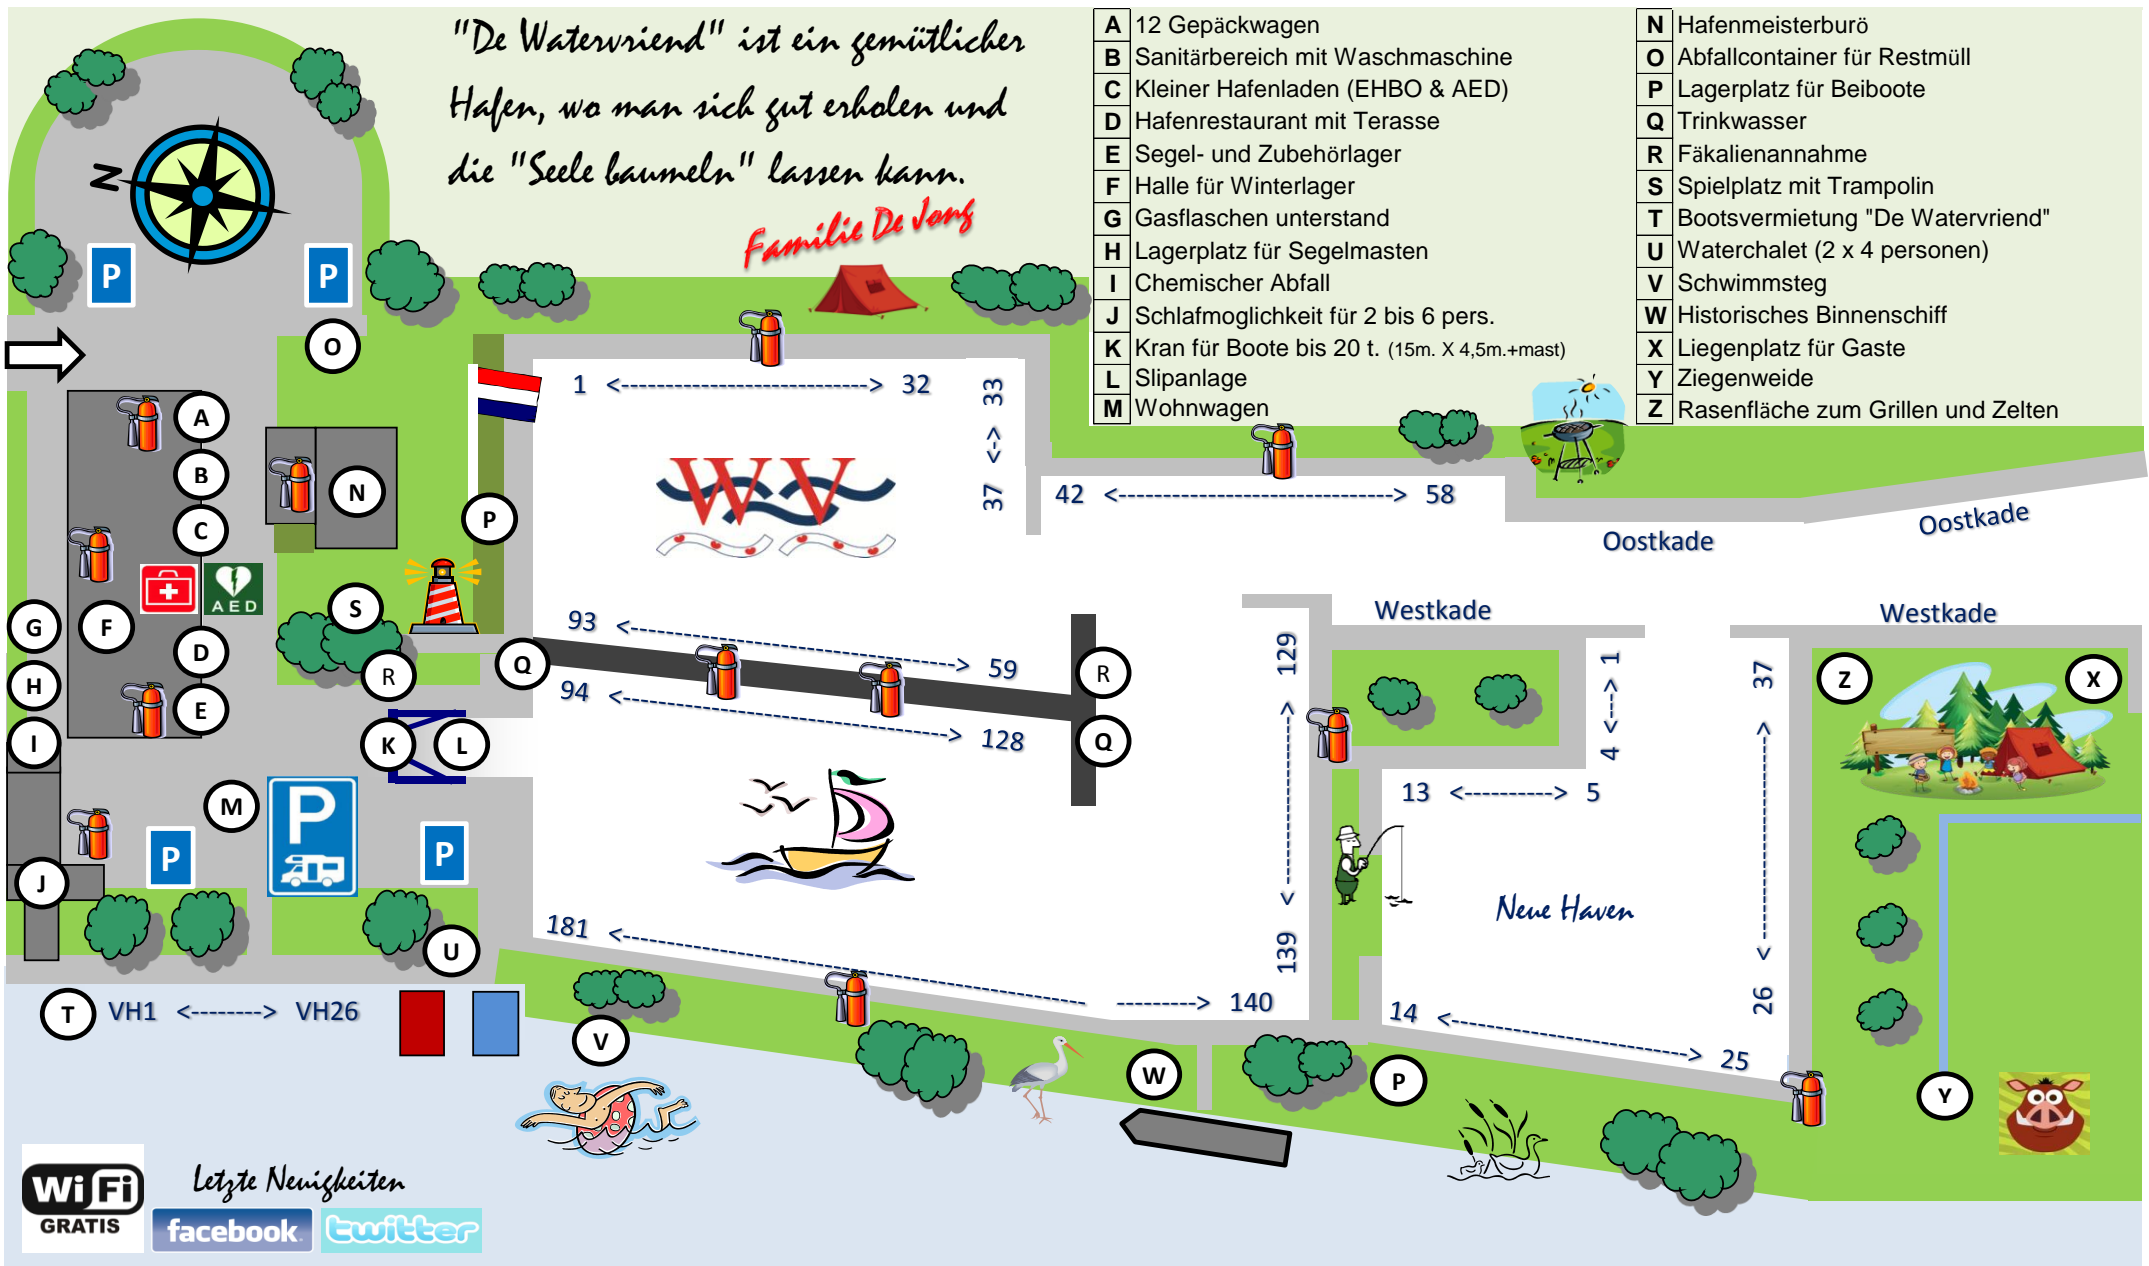 "De Watervriend" ist ein gemütlicher
Hafen, wo man sich gut erholen und
die "Seele baumeln" lassen kann.
Familie De Jong
A 12 Gepäckwagen
B Sanitärbereich mit Waschmaschine
C Kleiner Hafenladen (EHBO & AED)
D Hafenrestaurant mit Terasse
E Segel- und Zubehörlager
F Halle für Winterlager
G Gasflaschen unterstand
H Lagerplatz für Segelmasten
I Chemischer Abfall
J Schlafmoglichkeit für 2 bis 6 pers.
K Kran für Boote bis 20 t. (15m. X 4,5m.+mast)
L Slipanlage
M Wohnwagen
N Hafenmeisterburö
O Abfallcontainer für Restmüll
P Lagerplatz für Beiboote
Q Trinkwasser
R Fäkalienannahme
S Spielplatz mit Trampolin
T Bootsvermietung "De Watervriend"
U Waterchalet (2 x 4 personen)
V Schwimmsteg
W Historisches Binnenschiff
X Liegenplatz für Gaste
Y Ziegenweide
Z Rasenfläche zum Grillen und Zelten
N
P
P
O
1 <----------------------------> 32
33 <-> 37
A
B
N
C
P
WV
42 <--------------------------------> 58
Oostkade
Oostkade
AED
G
F
S
D
H
R
E
I
Q
K
L
93 <------------------------------------> 59
94 <------------------------------------> 128
R
Q
129 <----------------------> 139
Westkade
Westkade
1 <---> 4
37 <--------------------------> 26
Z
X
13 <----------> 5
M
P
P
P
J
U
Neue Haven
181 <------------------------------------------------- ----------> 140
14 <------------------------> 25
T VH1 <--------> VH26
V
W
P
Y
WiFi
GRATIS
Letzte Neuigkeiten
facebook
twitter